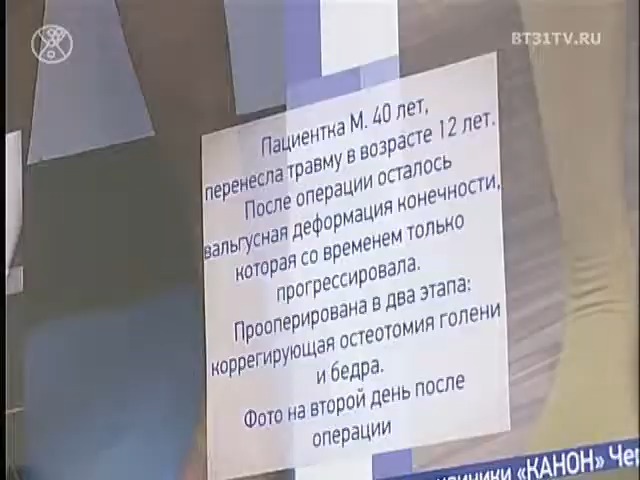 BT31TV.RU
Пациентка М. 40 лет,
перенесла травму в возрасте 12 лет.
После операции осталось
вальгусная деформация конечности,
которая со временем только
прогрессировала.
Прооперирована в два этапа:
коррегирующая остеотомия голени
и бедра.
Фото на второй день после
операции
«КАНОН» Чер